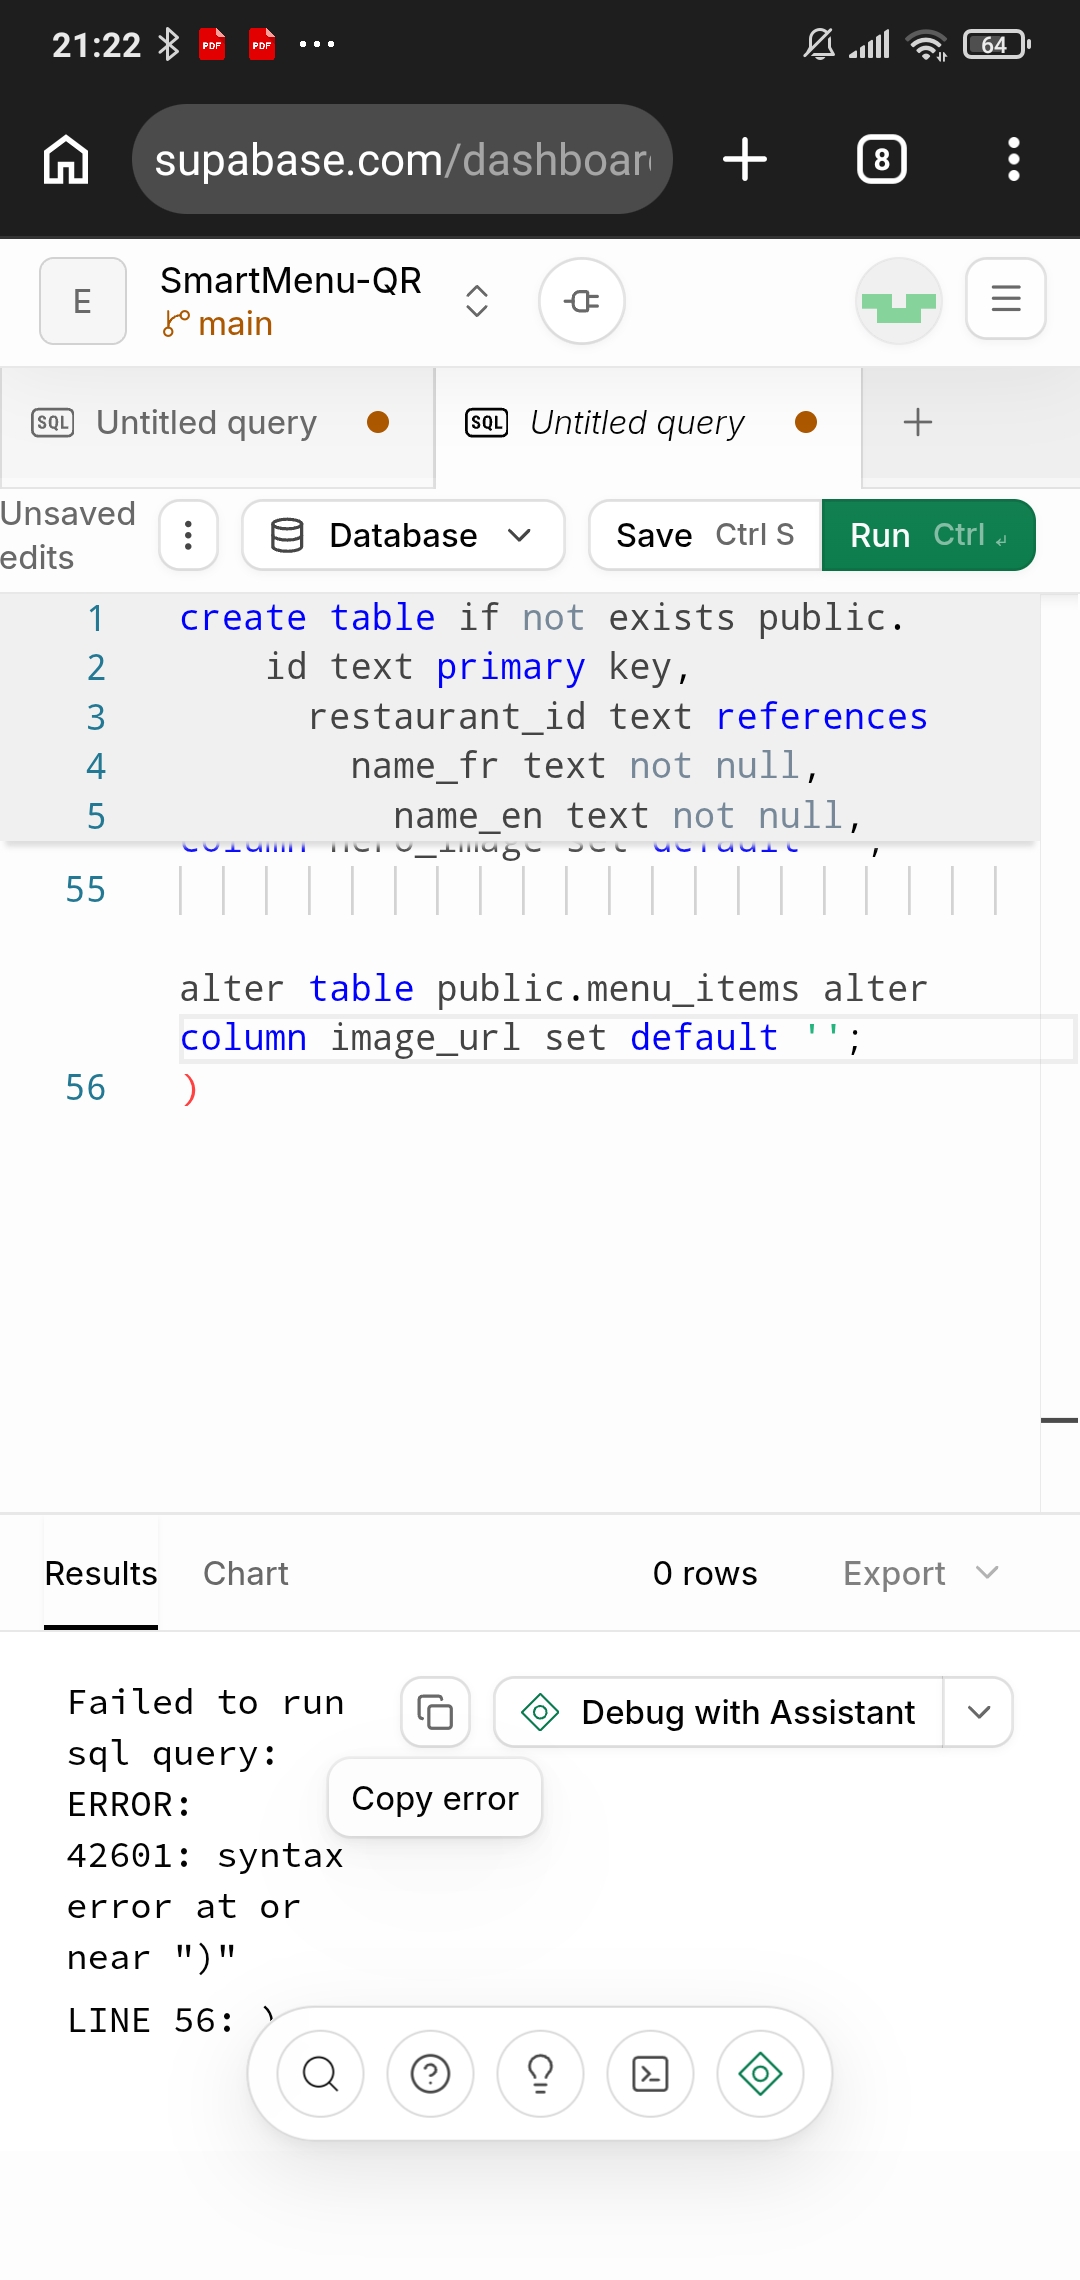 21:22 PDF PDF 64
supabase.com/dashboar
8
E SmartMenu-QR
main
SQL Untitled query SQL Untitled query
Unsaved edits Database Save Ctrl S Run Ctrl ↵
1 create table if not exists public.
2 id text primary key,
3 restaurant_id text references
4 name_fr text not null,
5 name_en text not null,
column hero_image set default '';
55
alter table public.menu_items alter
column image_url set default '';
56 )
Results Chart 0 rows Export
Failed to run
sql query:
ERROR:
42601: syntax
error at or
near ")"
LINE 56: )
Debug with Assistant
Copy error